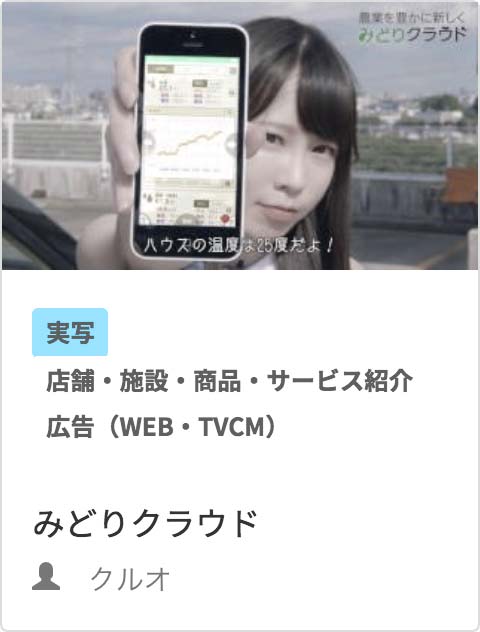 農業を豊かに新しく
みどりクラウド
ハウスの温度は25度だよ！
実写
店舗・施設・商品・サービス紹介
広告（WEB・TVCM）
みどりクラウド
クルオ